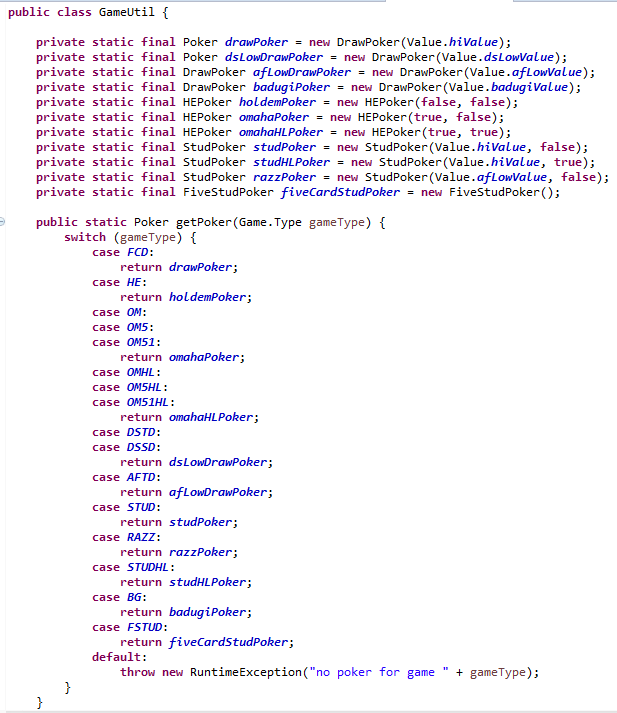 public class GameUtil {
private static final Poker drawPoker = new DrawPoker(Value.hiValue);
private static final Poker dsLowDrawPoker = new DrawPoker(Value.dsLowValue);
private static final DrawPoker afLowDrawPoker = new DrawPoker(Value.afLowValue);
private static final DrawPoker badugiPoker = new DrawPoker(Value.badugiValue);
private static final HEPoker holdemPoker = new HEPoker(false, false);
private static final HEPoker omahaPoker = new HEPoker(true, false);
private static final HEPoker omahaHLPoker = new HEPoker(true, true);
private static final StudPoker studPoker = new StudPoker(Value.hiValue, false);
private static final StudPoker studHLPoker = new StudPoker(Value.hiValue, true);
private static final StudPoker razzPoker = new StudPoker(Value.afLowValue, false);
private static final FiveStudPoker fiveCardStudPoker = new FiveStudPoker();
public static Poker getPoker(Game.Type gameType) {
switch (gameType) {
case FCD:
return drawPoker;
case HE:
return holdemPoker;
case OM:
case OM5:
case OM51:
return omahaPoker;
case OMHL:
case OM5HL:
case OM51HL:
return omahaHLPoker;
case DSTD:
case DSSD:
return dsLowDrawPoker;
case AFTD:
return afLowDrawPoker;
case STUD:
return studPoker;
case RAZZ:
return razzPoker;
case STUDHL:
return studHLPoker;
case BG:
return badugiPoker;
case FSTUD:
return fiveCardStudPoker;
default:
throw new RuntimeException("no poker for game " + gameType);
}
}